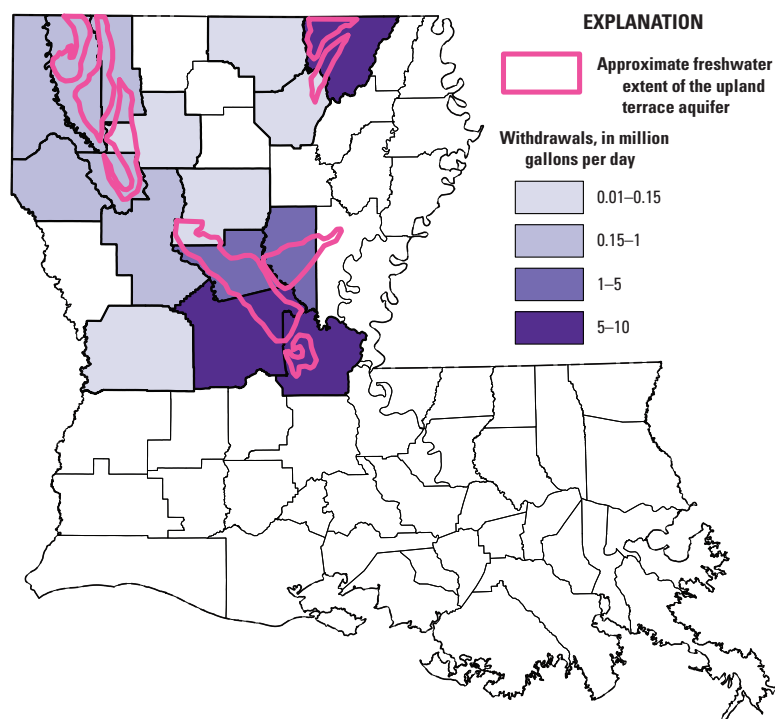 EXPLANATION
Approximate freshwater
extent of the upland
terrace aquifer
Withdrawals, in million
gallons per day
0.01–0.15
0.15–1
1–5
5–10